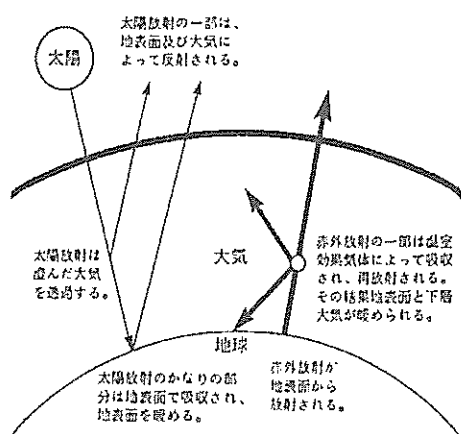 太陽
太陽放射の一部は、
地表面及び大気に
よって反射される。
太陽放射は
澄んだ大気
を透過する。
大気
赤外放射の一部は温室
効果気体によって吸収
され、再放射される。
その結果地表面と下層
大気が暖められる。
地球
太陽放射のかなりの部
分は地表面で吸収され、
地表面を暖める。
赤外放射が
地表面から
放射される。